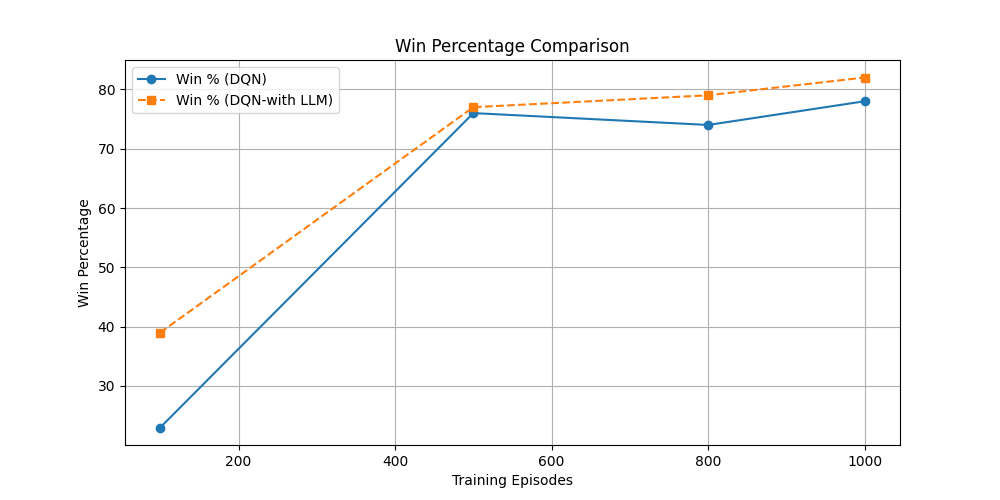 Win Percentage Comparison
Win % (DQN)
Win % (DQN-with LLM)
Win Percentage
80
70
60
50
40
30
200
400
600
800
1000
Training Episodes